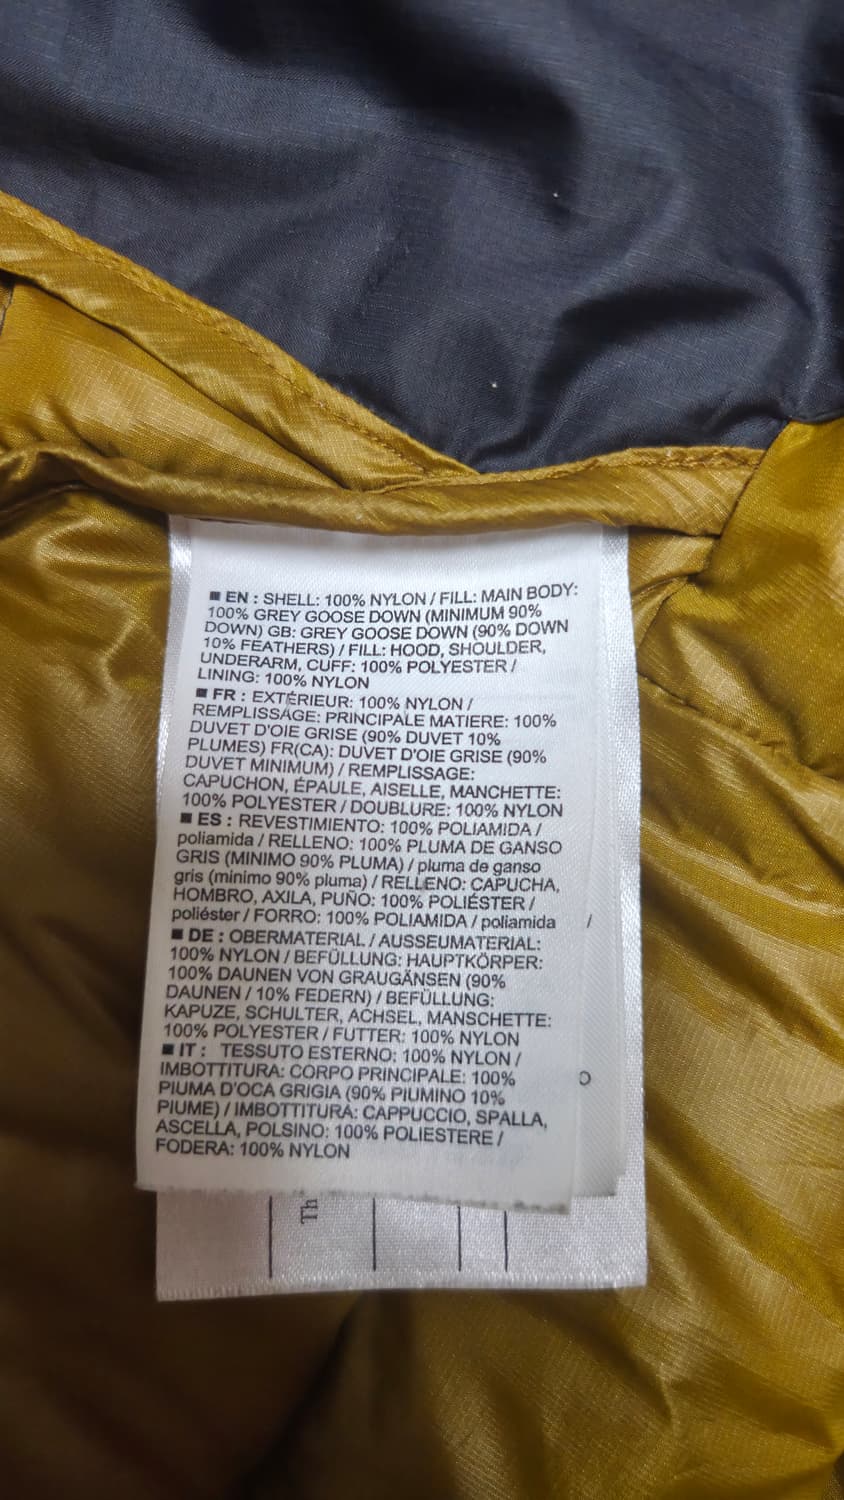 ■ EN : SHELL: 100% NYLON / FILL: MAIN BODY:
100% GREY GOOSE DOWN (MINIMUM 90%
DOWN) GB: GREY GOOSE DOWN (90% DOWN
10% FEATHERS) / FILL: HOOD, SHOULDER,
UNDERARM, CUFF: 100% POLYESTER /
LINING: 100% NYLON
■ FR : EXTÉRIEUR: 100% NYLON /
REMPLISSAGE: PRINCIPALE MATIERE: 100%
DUVET D'OIE GRISE (90% DUVET 10%
PLUMES) FR(CA): DUVET D'OIE GRISE (90%
DUVET MINIMUM) / REMPLISSAGE:
CAPUCHON, ÉPAULE, AISELLE, MANCHETTE:
100% POLYESTER / DOUBLURE: 100% NYLON
■ ES : REVESTIMIENTO: 100% POLIAMIDA /
poliamida / RELLENO: 100% PLUMA DE GANSO
GRIS (MINIMO 90% PLUMA) / pluma de ganso
gris (minimo 90% pluma) / RELLENO: CAPUCHA,
HOMBRO, AXILA, PUÑO: 100% POLIÉSTER /
poliéster / FORRO: 100% POLIAMIDA / poliamida
/
■ DE : OBERMATERIAL / AUSSEUMATERIAL:
100% NYLON / BEFÜLLUNG: HAUPTKÖRPER:
100% DAUNEN VON GRAUGÄNSEN (90%
DAUNEN / 10% FEDERN) / BEFÜLLUNG:
KAPUZE, SCHULTER, ACHSEL, MANSCHETTE:
100% POLYESTER / FUTTER: 100% NYLON
■ IT : TESSUTO ESTERNO: 100% NYLON /
IMBOTTITURA: CORPO PRINCIPALE: 100%
PIUMA D'OCA GRIGIA (90% PIUMINO 10%
PIUME) / IMBOTTITURA: CAPPUCCIO, SPALLA,
ASCELLA, POLSINO: 100% POLIESTERE /
FODERA: 100% NYLON
O
Th